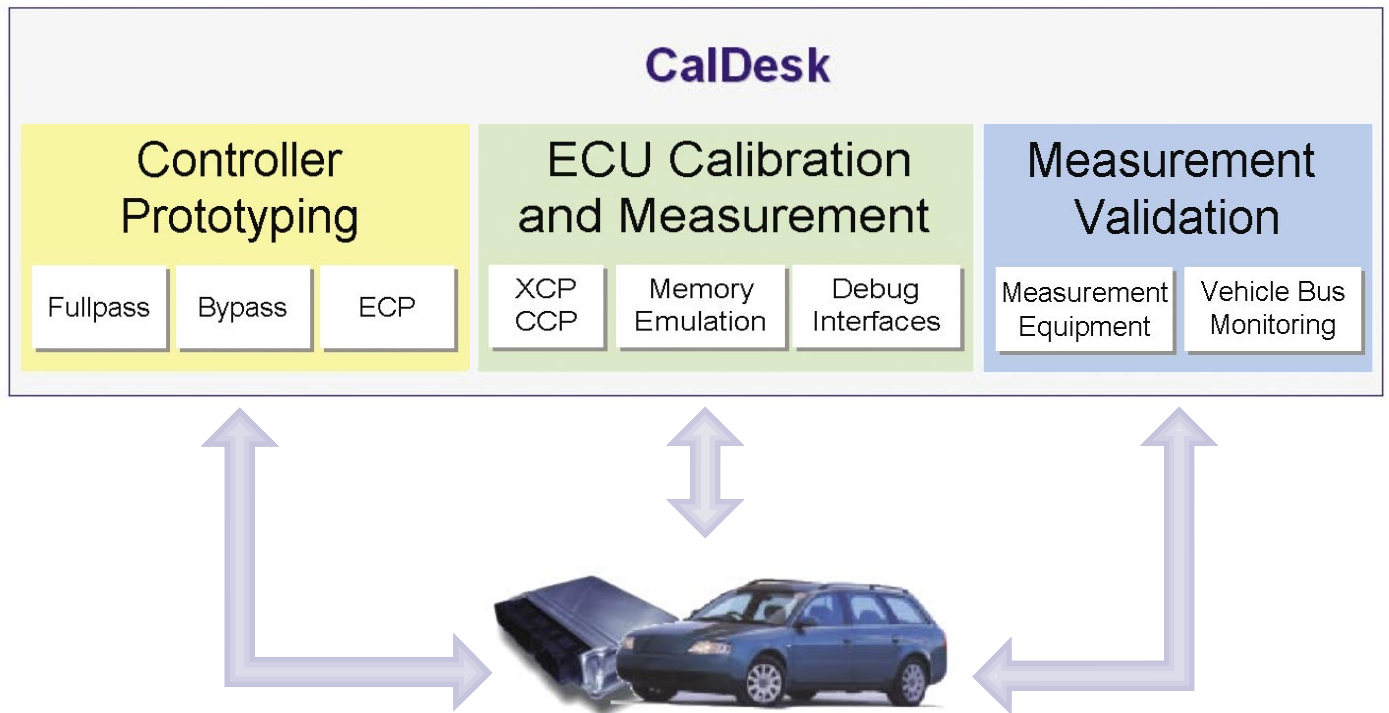 CalDesk
Controller
Prototyping
Fullpass
Bypass
ECP
ECU Calibration
and Measurement
XCP
CCP
Memory
Emulation
Debug
Interfaces
Measurement
Validation
Measurement
Equipment
Vehicle Bus
Monitoring